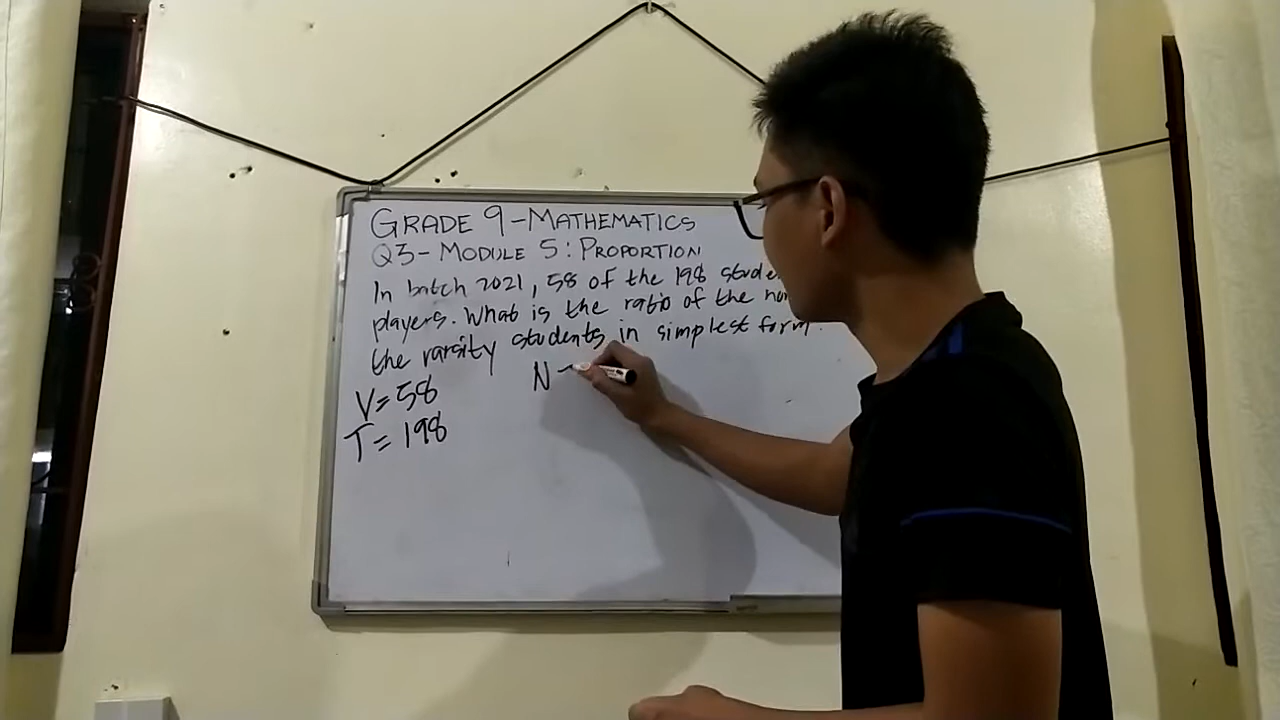 GRADE 9-MATHEMATICS
Q3-MODULE 5: PROPORTION
In batch 2021, 58 of the 198
players. What is the ratio of the
the varsity students in simplest form.
V=58
T=198
N